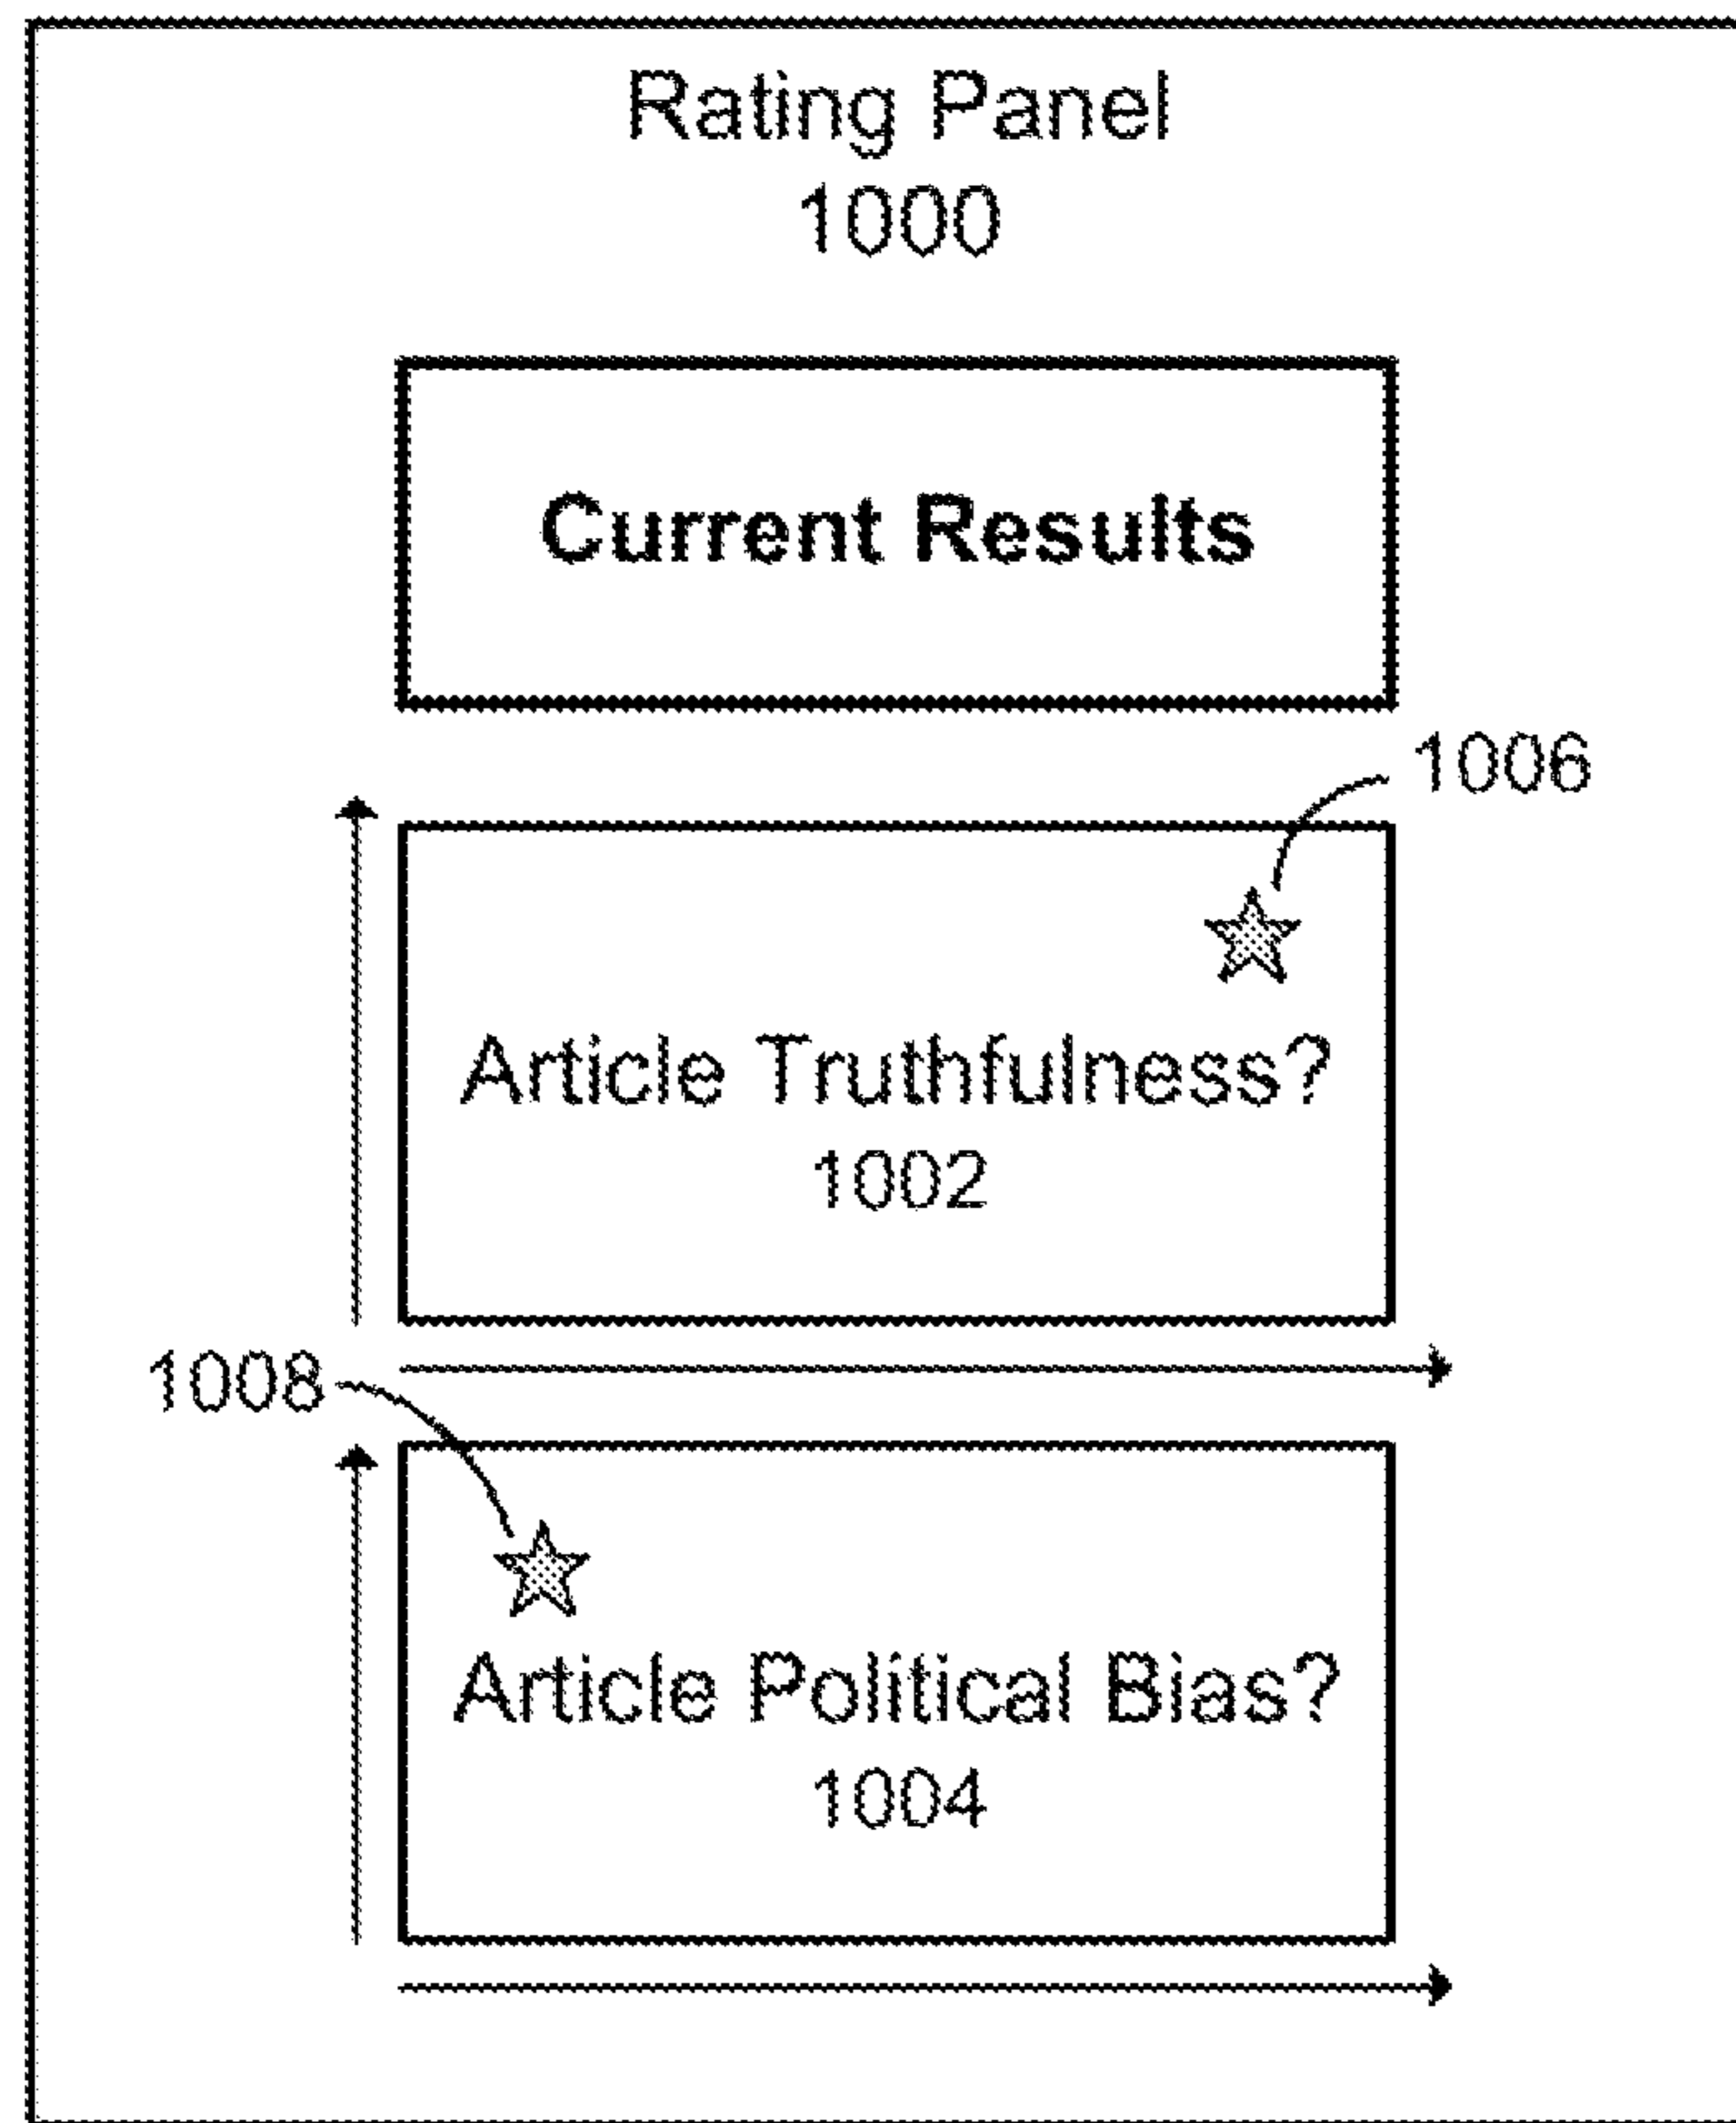 Rating Panel
1000
Current Results
1006
Article Truthfulness?
1002
1008
Article Political Bias?
1004